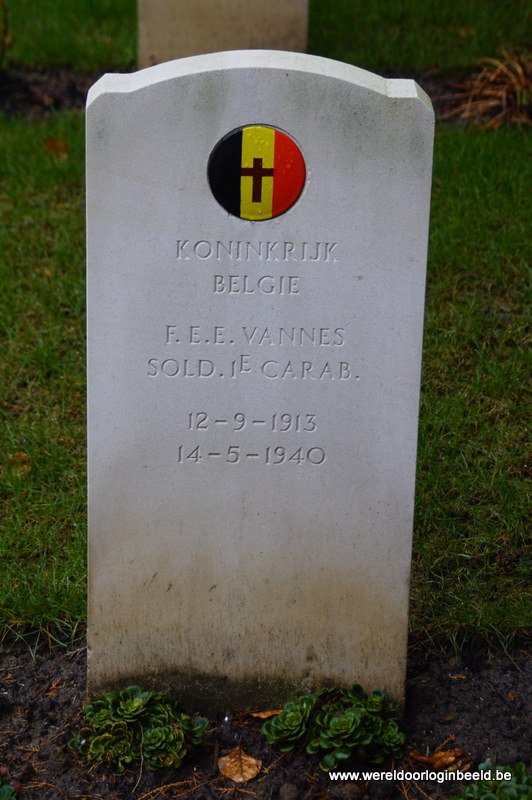 KONINKRIJK
BELGIE
F. E. E. VANNES
SOLD. 1E CARAB.
12-9-1913
14-5-1940
www.wereldoorloginbeeld.be